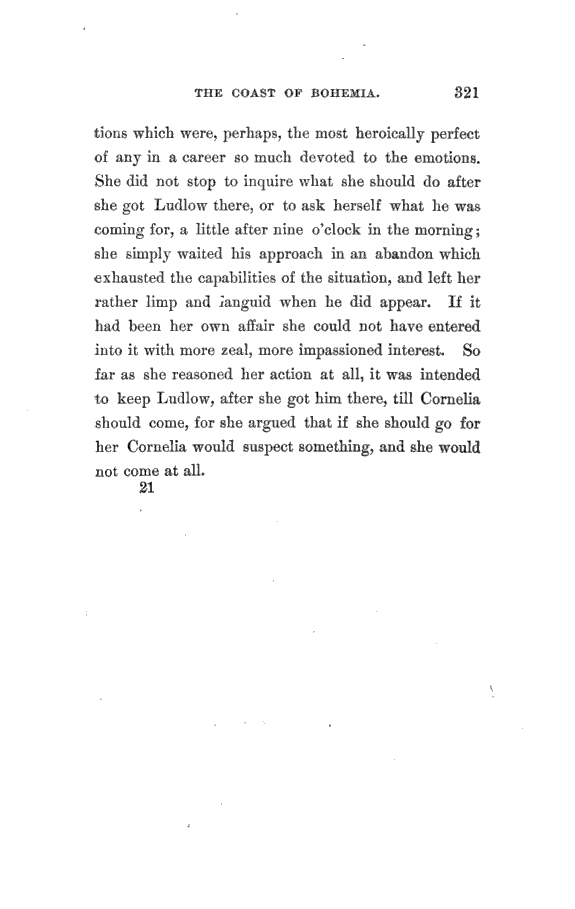 THE COAST OF BOHEMIA. 321
tions which were, perhaps, the most heroically perfect
of any in a career so much devoted to the emotions.
She did not stop to inquire what she should do after
she got Ludlow there, or to ask herself what he was
coming for, a little after nine o'clock in the morning;
she simply waited his approach in an abandon which
exhausted the capabilities of the situation, and left her
rather limp and languid when he did appear. If it
had been her own affair she could not have entered
into it with more zeal, more impassioned interest. So
far as she reasoned her action at all, it was intended
to keep Ludlow, after she got him there, till Cornelia
should come, for she argued that if she should go for
her Cornelia would suspect something, and she would
not come at all.
21